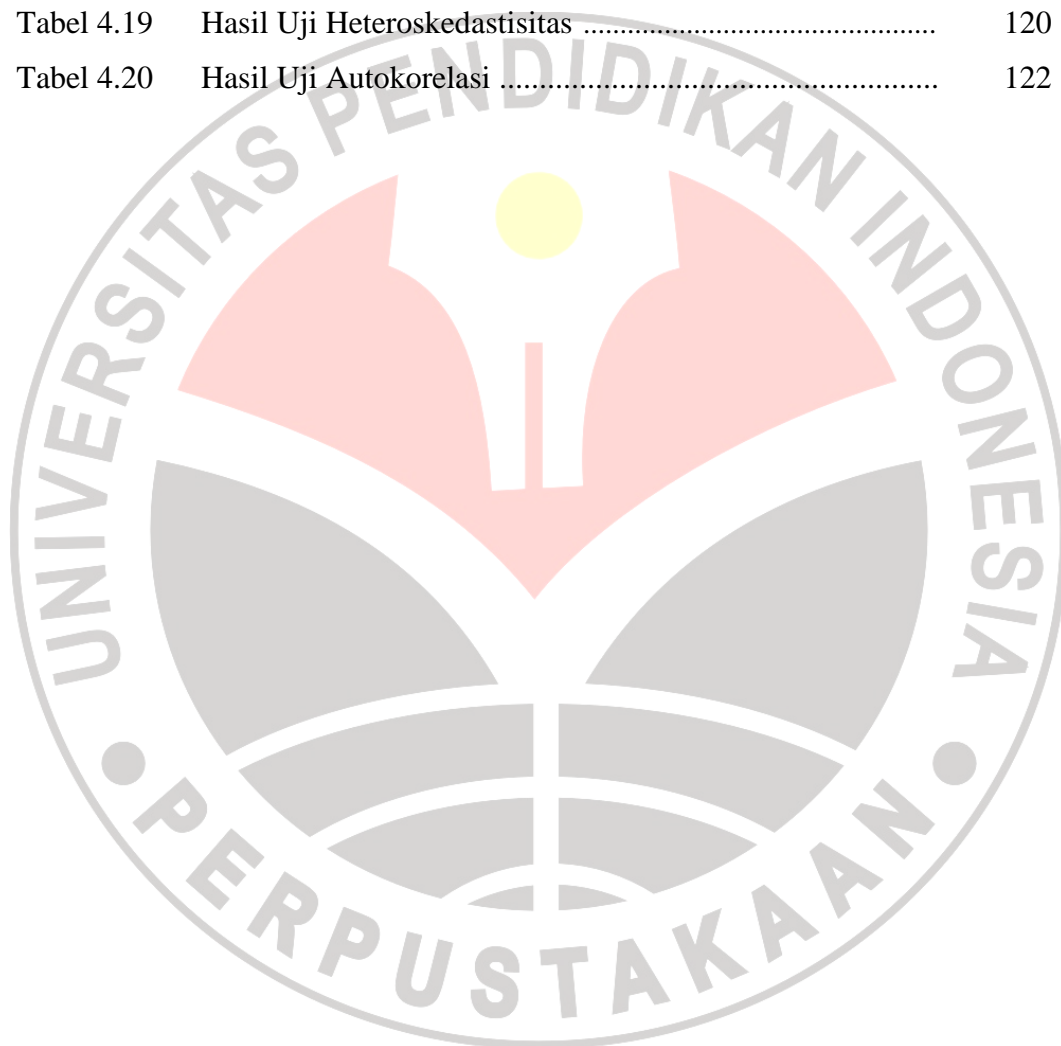 Tabel 4.19 Hasil Uji Heteroskedastisitas ............................................ 120
Tabel 4.20 Hasil Uji Autokorelasi ...................................................... 122
UNIVERSITAS PENDIDIKAN INDONESIA
PERPUSTAKAAN